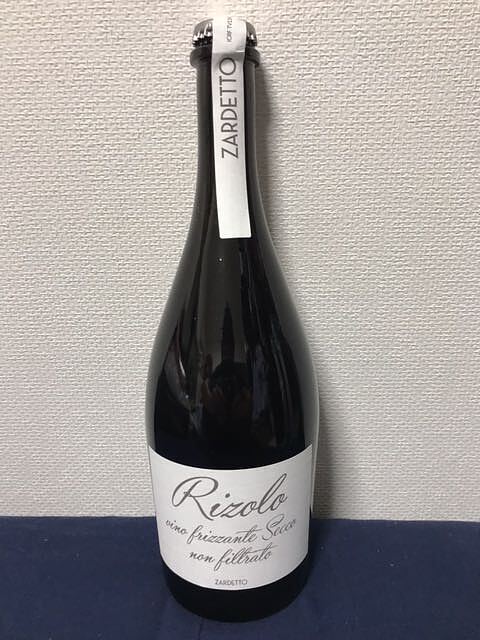 ZARDETTO
Rizolo
vino frizzante Secco
non filtrato
ZARDETTO